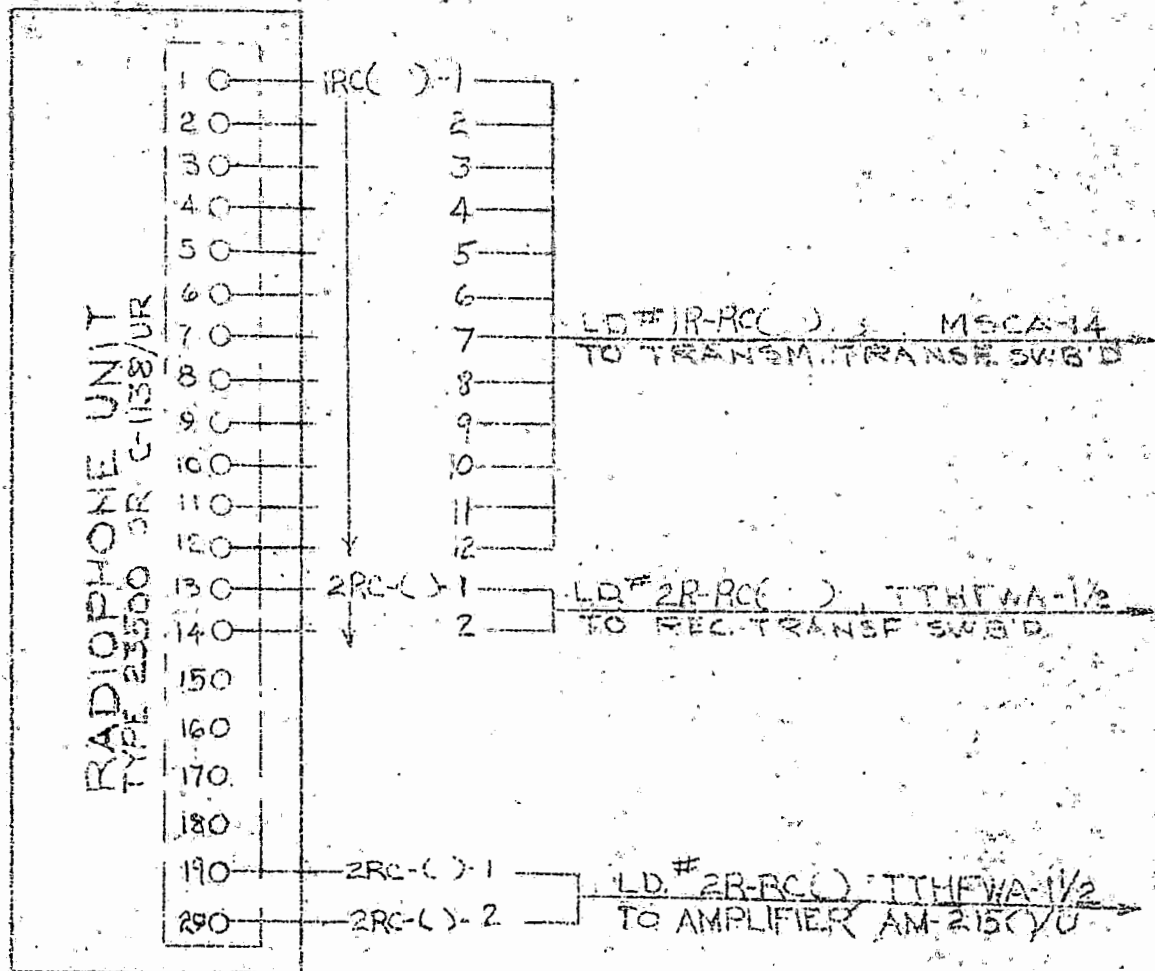 RADIOPHONE UNIT
TYPE 23500 OR C-1138/UR
1 1RC( )-1
2 2
3 3
4 4
5 5
6 6
7 7
8 8
9 9
10 10
11 11
12 12
LD# 1R-RC( ), MSCA-14
TO TRANSM. TRANSF. SWB'D
13 2RC-( )-1
14 2
LD# 2R-RC( ), TTHFWA-1½
TO REC. TRANSF SWB'D
15
16
17
18
19 2RC-( )-1
20 2RC-( )-2
LD.# 2R-RC( ), TTHFWA-1½
TO AMPLIFIER AM-215( )/U